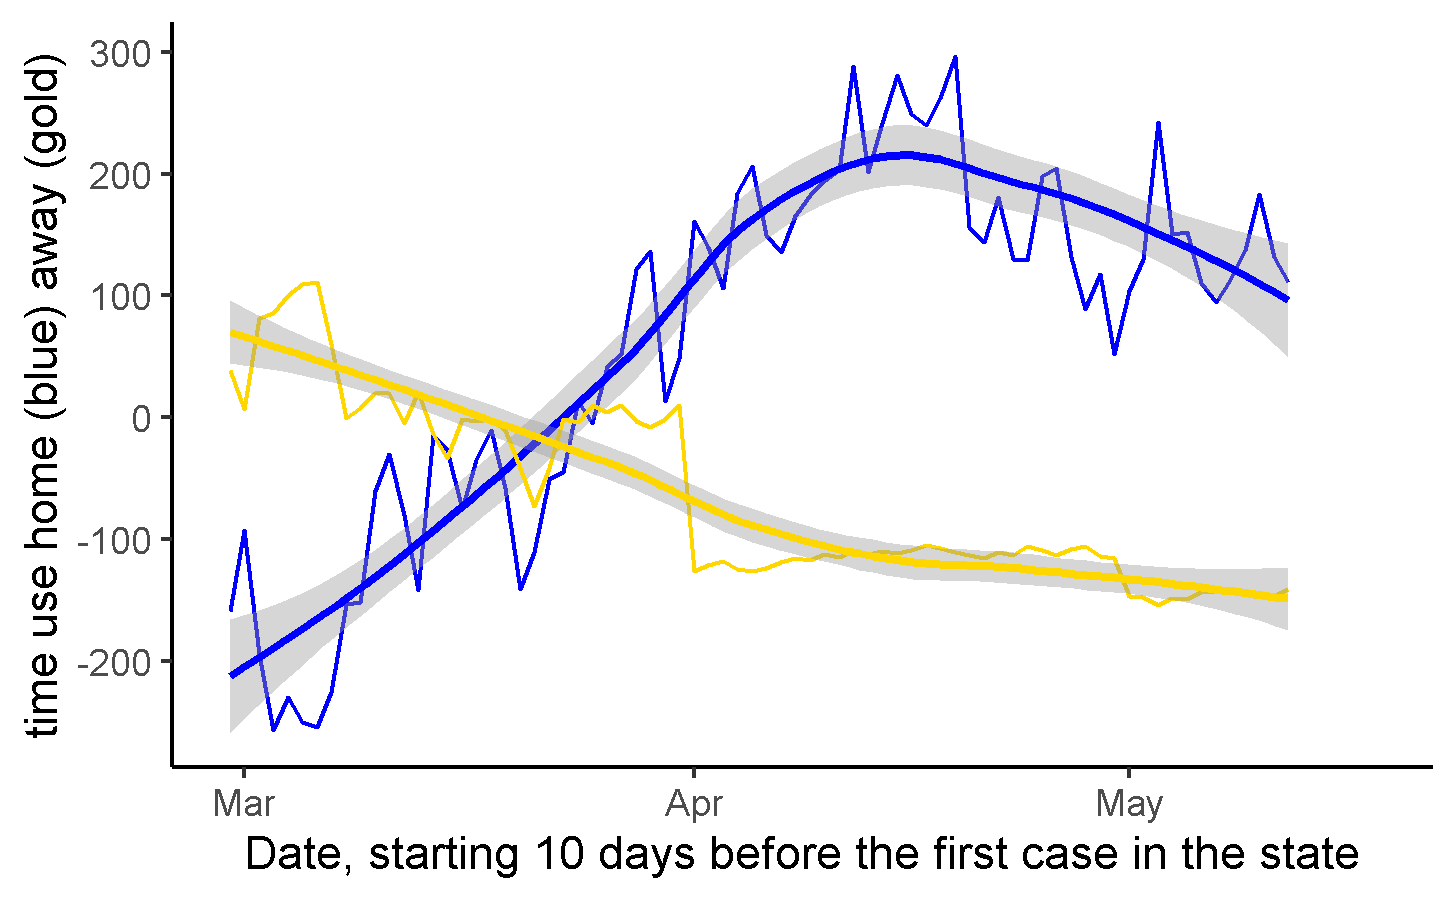 time use home (blue) away (gold)
300
200
100
0
-100
-200
Mar
Apr
May
Date, starting 10 days before the first case in the state